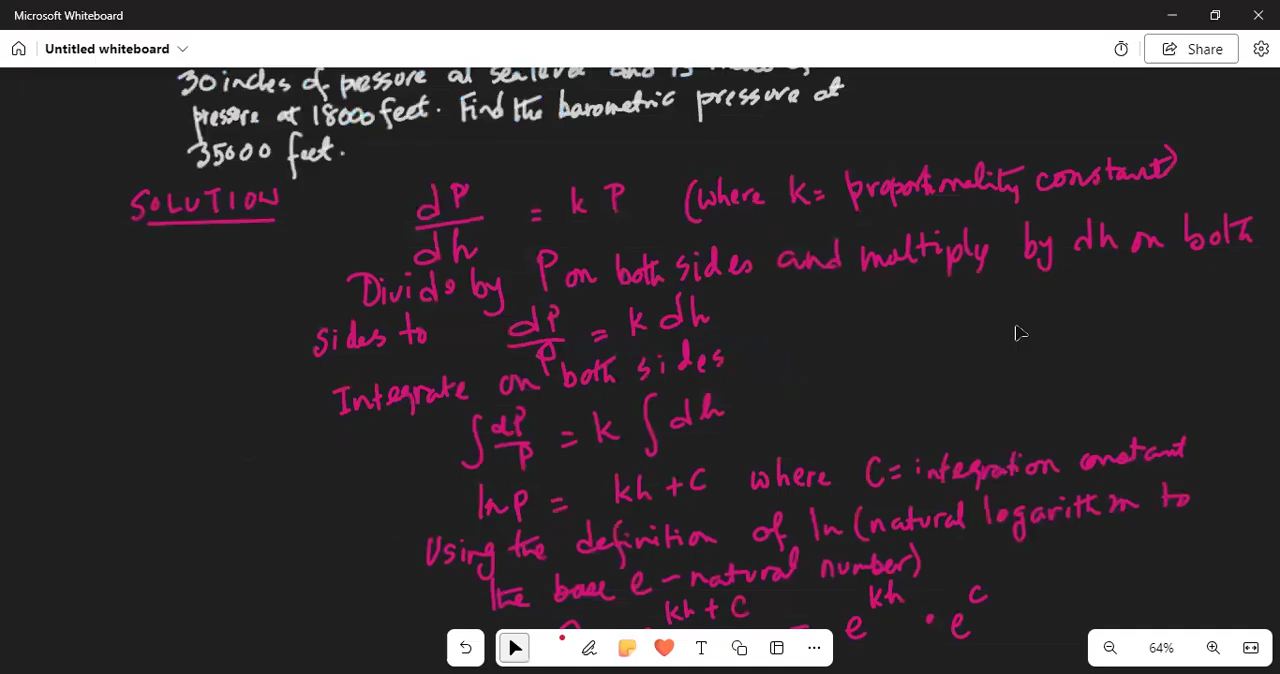 Microsoft Whiteboard
Untitled whiteboard
Share
30 inches of pressure at sea level and is
pressre at 18000 feet. Find the barometric pressure at
35000 feet.
SOLUTION
dP/dh = k P (where k = proportionality constant)
Divide by P on both sides and multiply by dh on both
sides to dP/P = k dh
Integrate on both sides
∫ dP/P = k ∫ dh
ln P = kh + C where C = integration constant
Using the definition of ln (natural logarithm to
the base e - natural number)
kh + C = e^kh · e^C
64%